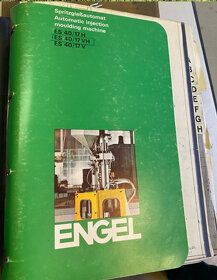 Spritzgießautomat
Automatic injection
moulding machine
ES 40/17 H
ES 40/17 VH
ES 40/17 V
ENGEL
C
D
E
F
G
H